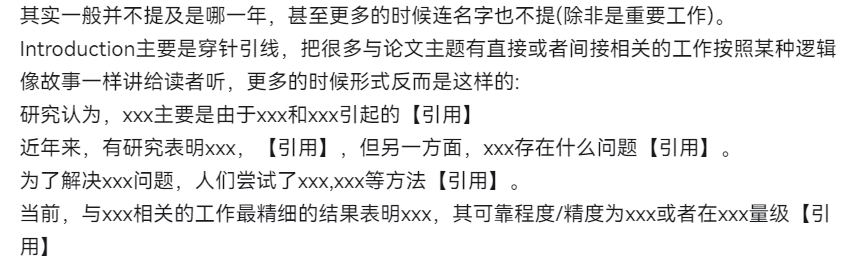 其实一般并不提及是哪一年，甚至更多的时候连名字也不提(除非是重要工作)。
Introduction主要是穿针引线，把很多与论文主题有直接或者间接相关的工作按照某种逻辑
像故事一样讲给读者听，更多的时候形式反而是这样的:
研究认为，xxx主要是由于xxx和xxx引起的【引用】
近年来，有研究表明xxx，【引用】，但另一方面，xxx存在什么问题【引用】。
为了解决xxx问题，人们尝试了xxx,xxx等方法【引用】。
当前，与xxx相关的工作最精细的结果表明xxx，其可靠程度/精度为xxx或者在xxx量级【引
用】